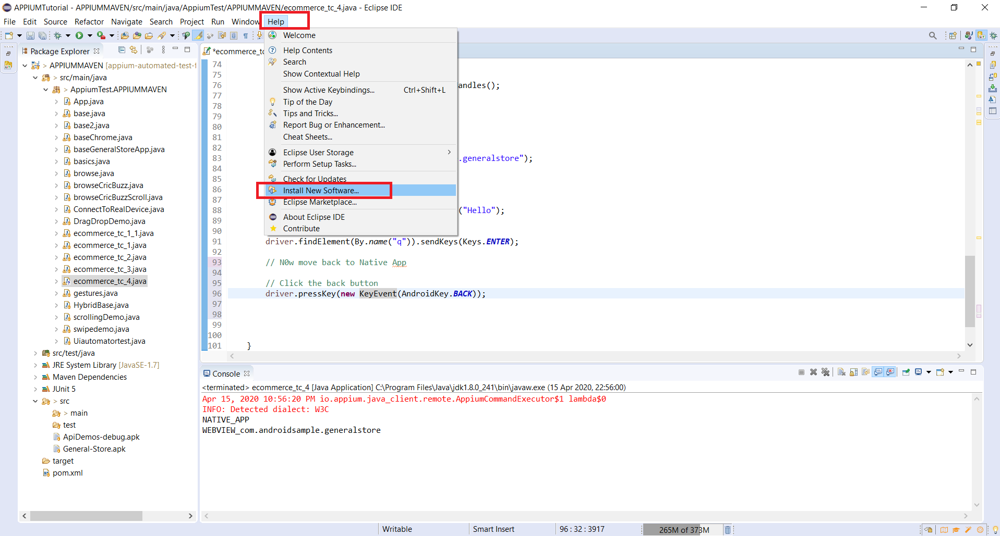 APPIUMTutorial - APPIUMMAVEN/src/main/java/AppiumTest/APPIUMMAVEN/ecommerce_tc_4.java - Eclipse IDE
File Edit Source Refactor Navigate Search Project Run Window Help
Package Explorer
> APPIUMMAVEN [appium-automated-test-f
> src/main/java
> AppiumTest.APPIUMMAVEN
App.java
base.java
base2.java
baseChrome.java
baseGeneralStoreApp.java
basics.java
browse.java
browseCricBuzz.java
browseCricBuzzScroll.java
ConnectToRealDevice.java
DragDropDemo.java
ecommerce_tc_1_1.java
ecommerce_tc_1.java
ecommerce_tc_2.java
ecommerce_tc_3.java
ecommerce_tc_4.java
gestures.java
HybridBase.java
scrollingDemo.java
swipedemo.java
Uiautomatortest.java
src/test/java
JRE System Library [JavaSE-1.7]
Maven Dependencies
JUnit 5
> src
> main
test
ApiDemos-debug.apk
General-Store.apk
target
pom.xml
Welcome
Help Contents
Search
Show Contextual Help
Show Active Keybindings... Ctrl+Shift+L
Tip of the Day
Tips and Tricks...
Report Bug or Enhancement...
Cheat Sheets...
Eclipse User Storage
Perform Setup Tasks...
Check for Updates
Install New Software...
Eclipse Marketplace...
About Eclipse IDE
Contribute
*ecommerce_tc
74
75
76 andles();
77
78
79
80
81
82
83 .generalstore");
84
85
86
87
88 ("Hello");
89
90
91 driver.findElement(By.name("q")).sendKeys(Keys.ENTER);
92
93 // N0w move back to Native App
94
95 // Click the back button
96 driver.pressKey(new KeyEvent(AndroidKey.BACK));
97
98
99
100
101 }
Console
<terminated> ecommerce_tc_4 [Java Application] C:\Program Files\Java\jdk1.8.0_241\bin\javaw.exe (15 Apr 2020, 22:56:00)
Apr 15, 2020 10:56:20 PM io.appium.java_client.remote.AppiumCommandExecutor$1 lambda$0
INFO: Detected dialect: W3C
NATIVE_APP
WEBVIEW_com.androidsample.generalstore
Writable Smart Insert 96 : 32 : 3917 265M of 373M